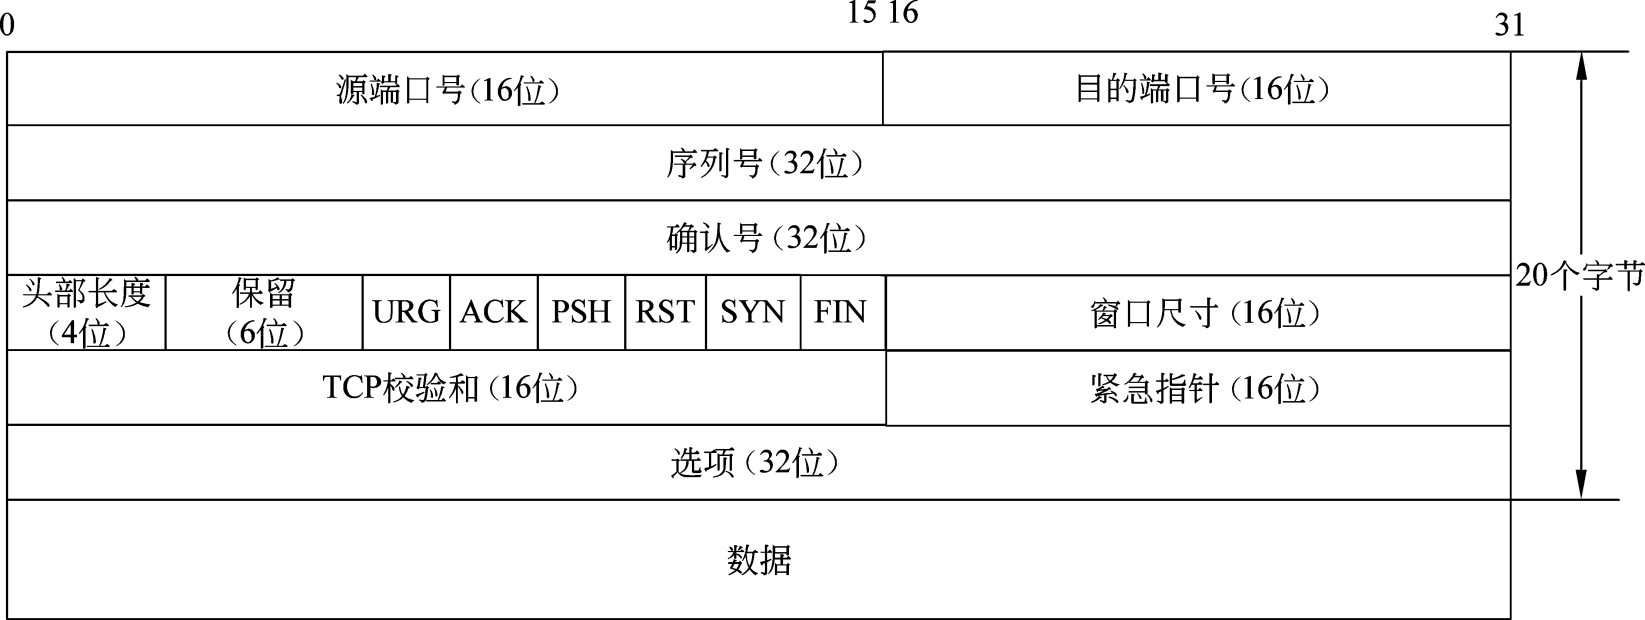 0 15 16 31
源端口号(16位) 目的端口号(16位)
序列号(32位)
确认号(32位)
头部长度 保留
(4位) (6位) URG ACK PSH RST SYN FIN 窗口尺寸(16位)
20个字节
TCP校验和(16位) 紧急指针(16位)
选项(32位)
数据